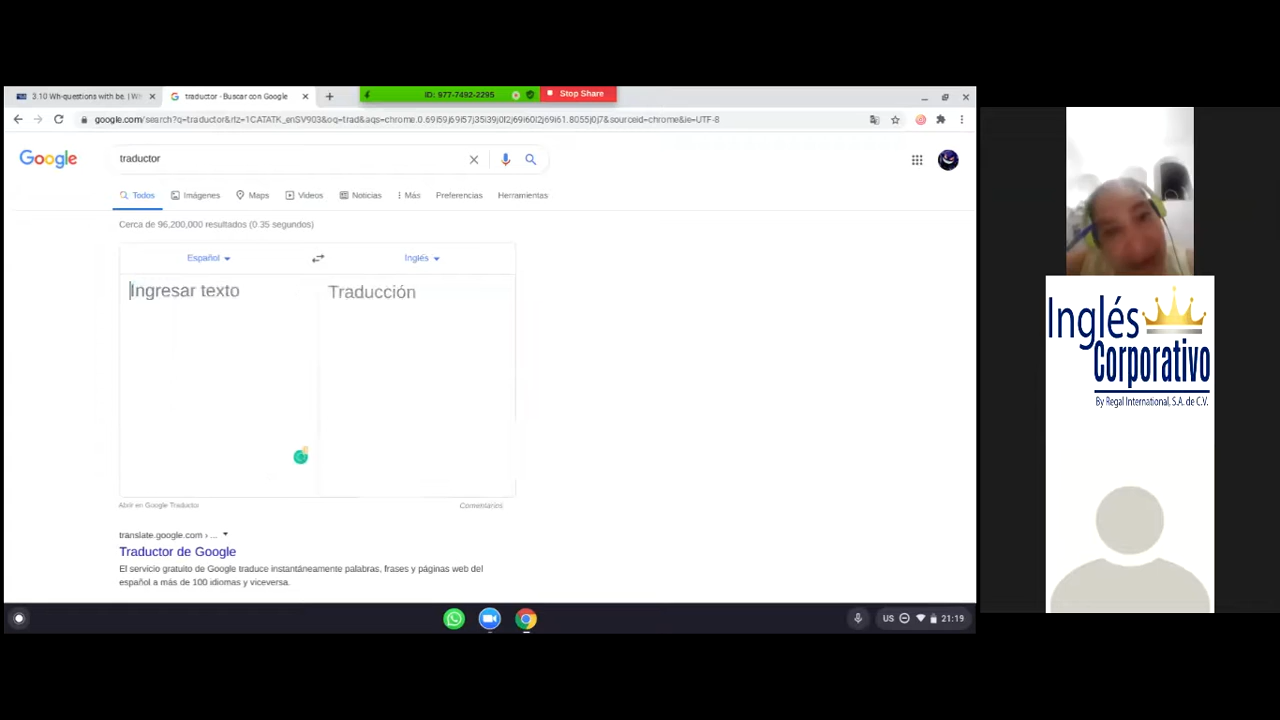 3.10 Wh-questions with be. | Wh
traductor - Buscar con Google
ID: 977-7492-2295
Stop Share
google.com/search?q=traductor&rlz=1CATATK_enSV903&oq=trad&aqs=chrome.0.69i59j69i57j35i39j0l2j69i60l2j69i61.8055j0j7&sourceid=chrome&ie=UTF-8
Google
traductor
Todos
Imágenes
Maps
Videos
Noticias
Más
Preferencias
Herramientas
Cerca de 96,200,000 resultados (0.35 segundos)
Español
Inglés
Ingresar texto
Traducción
Abrir en Google Traductor
Comentarios
translate.google.com › ...
Traductor de Google
El servicio gratuito de Google traduce instantáneamente palabras, frases y páginas web del
español a más de 100 idiomas y viceversa.
US
21:19
Inglés
Corporativo
By Regal International, S.A. de C.V.